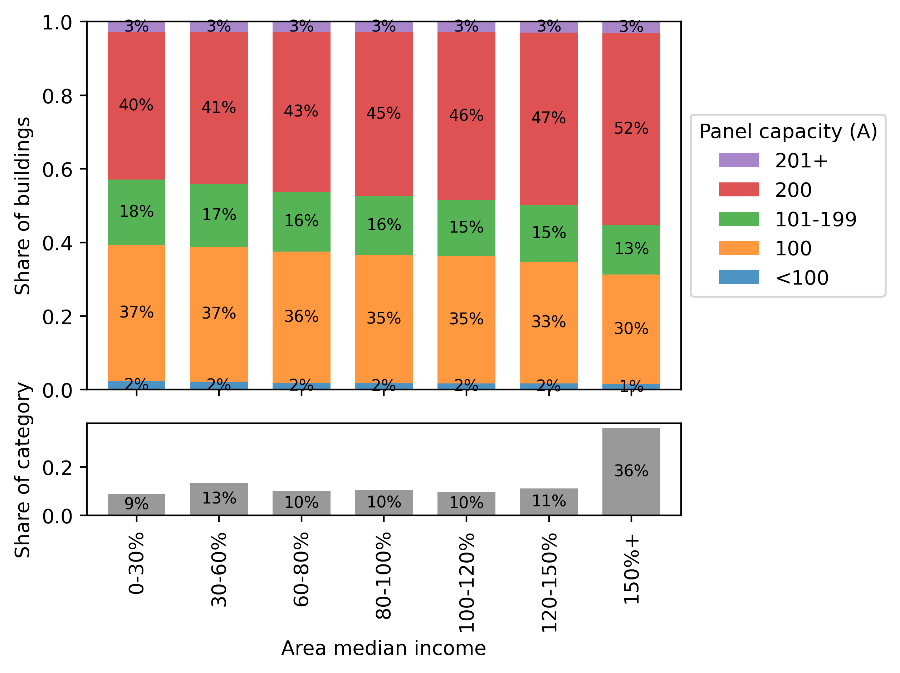 1.0
0.8
0.6
0.4
0.2
0.0
Share of buildings
3% 3% 3% 3% 3% 3% 3%
40% 41% 43% 45% 46% 47% 52%
18% 17% 16% 16% 15% 15% 13%
37% 37% 36% 35% 35% 33% 30%
2% 2% 2% 2% 2% 2% 1%
Panel capacity (A)
201+
200
101-199
100
<100
Share of category
0.2
0.0
9% 13% 10% 10% 10% 11% 36%
0-30% 30-60% 60-80% 80-100% 100-120% 120-150% 150%+
Area median income